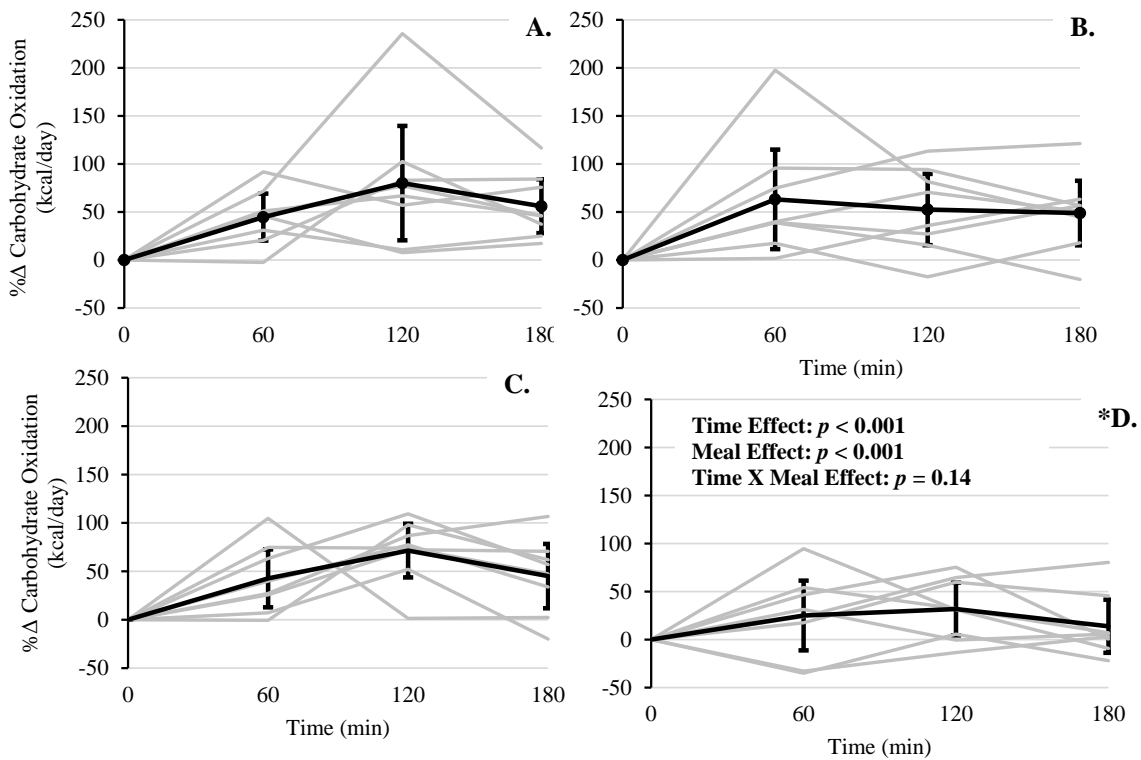 A.
250
200
150
100
50
0
-50
0 60 120 180
%Δ Carbohydrate Oxidation
(kcal/day)
B.
250
200
150
100
50
0
-50
0 60 120 180
Time (min)
C.
250
200
150
100
50
0
-50
0 60 120 180
%Δ Carbohydrate Oxidation
(kcal/day)
Time (min)
*D.
Time Effect: p < 0.001
Meal Effect: p < 0.001
Time X Meal Effect: p = 0.14
250
200
150
100
50
0
-50
0 60 120 180
Time (min)